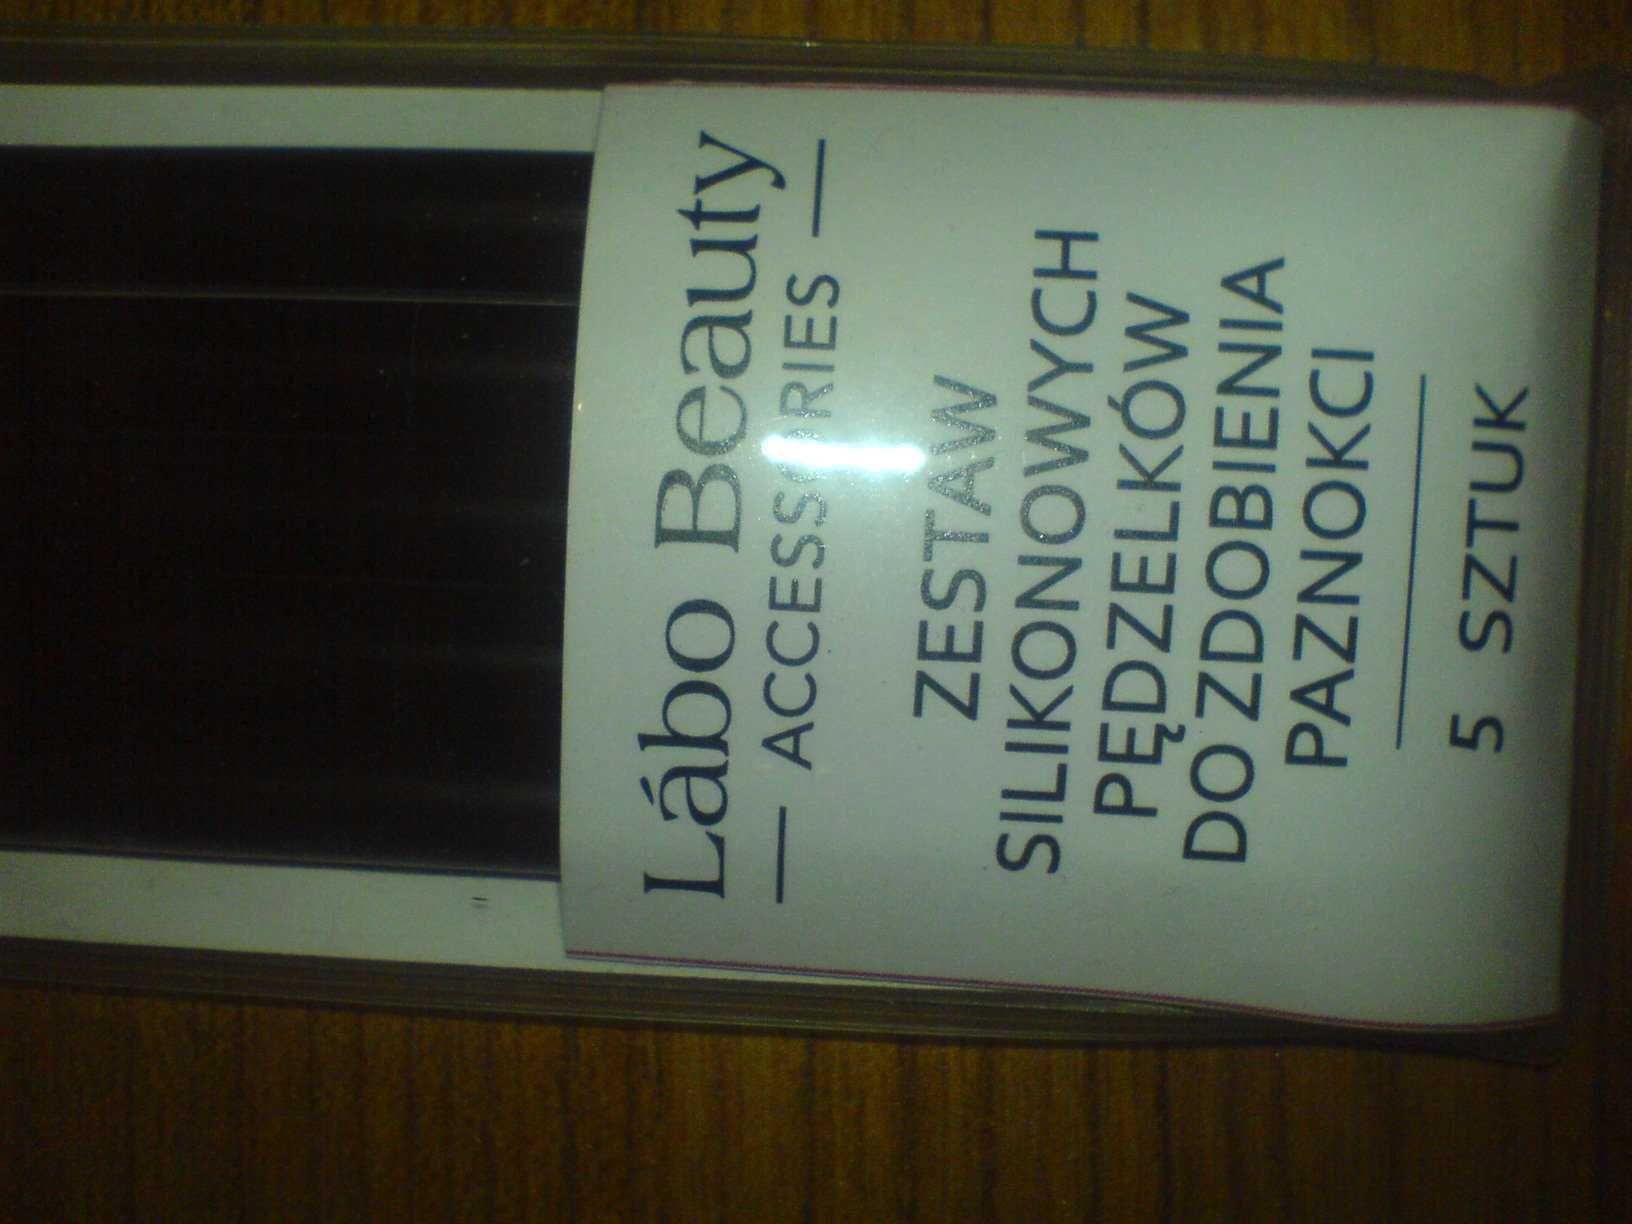 Lábo Beauty
— ACCESSORIES —
ZESTAW
SILIKONOWYCH
PĘDZELKÓW
DO ZDOBIENIA
PAZNOKCI
5 SZTUK